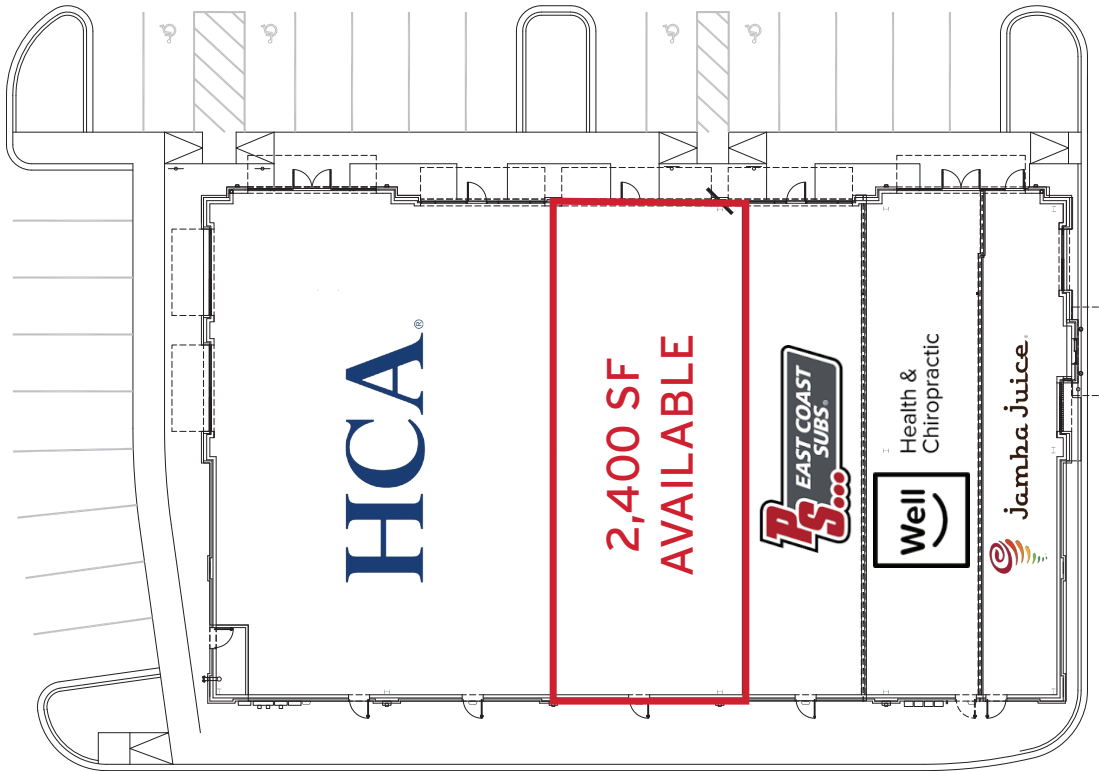 HCA®
2,400 SF
AVAILABLE
PS...
EAST COAST
SUBS®
Well
Health &
Chiropractic
jamba juice